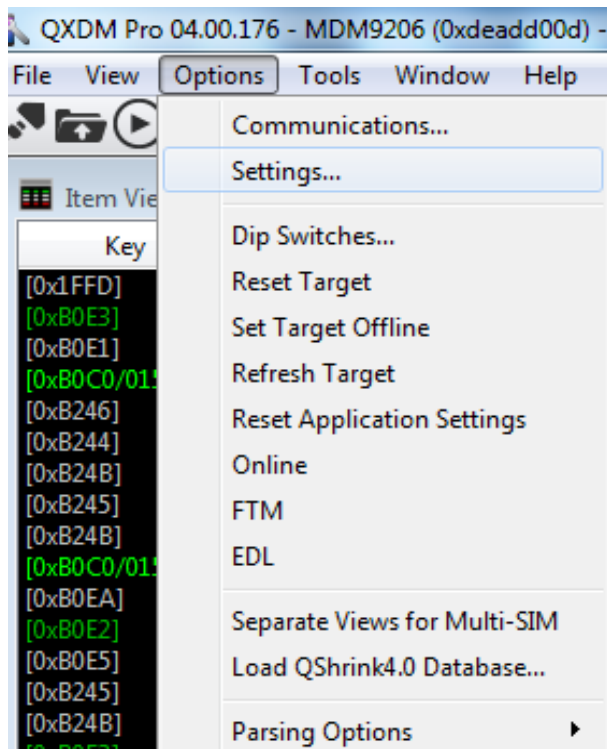 QXDM Pro 04.00.176 - MDM9206 (0xdeadd00d) -
File View Options Tools Window Help
Communications...
Settings...
Dip Switches...
Reset Target
Set Target Offline
Refresh Target
Reset Application Settings
Online
FTM
EDL
Separate Views for Multi-SIM
Load QShrink4.0 Database...
Parsing Options
Item Vie
Key
[0x1FFD]
[0xB0E3]
[0xB0E1]
[0xB0C0/015
[0xB246]
[0xB244]
[0xB24B]
[0xB245]
[0xB24B]
[0xB0C0/015
[0xB0EA]
[0xB0E2]
[0xB0E5]
[0xB245]
[0xB24B]